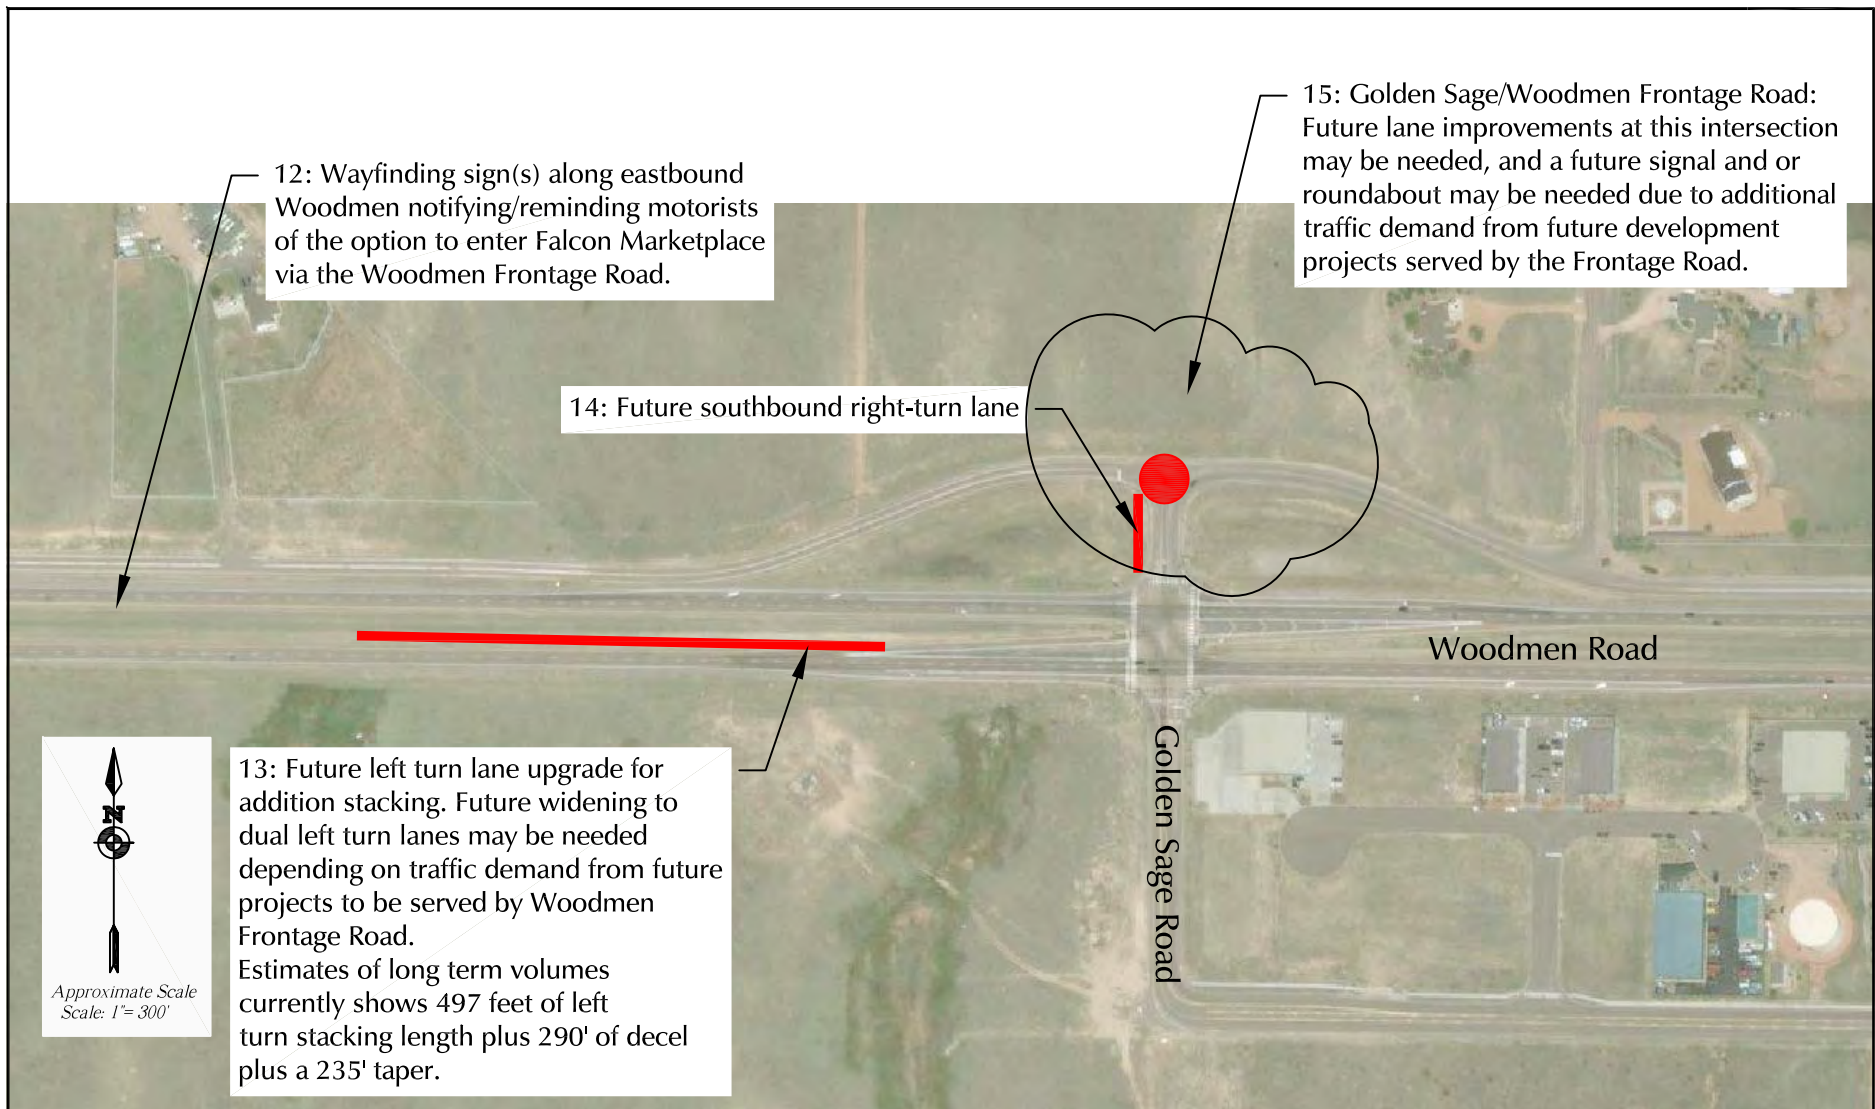 12: Wayfinding sign(s) along eastbound
Woodmen notifying/reminding motorists
of the option to enter Falcon Marketplace
via the Woodmen Frontage Road.
15: Golden Sage/Woodmen Frontage Road:
Future lane improvements at this intersection
may be needed, and a future signal and or
roundabout may be needed due to additional
traffic demand from future development
projects served by the Frontage Road.
14: Future southbound right-turn lane
Woodmen Road
Golden Sage Road
13: Future left turn lane upgrade for
addition stacking. Future widening to
dual left turn lanes may be needed
depending on traffic demand from future
projects to be served by Woodmen
Frontage Road.
Estimates of long term volumes
currently shows 497 feet of left
turn stacking length plus 290' of decel
plus a 235' taper.
N
Approximate Scale
Scale: 1"= 300'